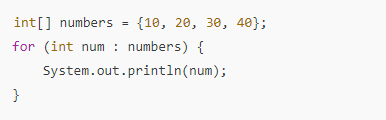 int[] numbers = {10, 20, 30, 40};
for (int num : numbers) {
    System.out.println(num);
}